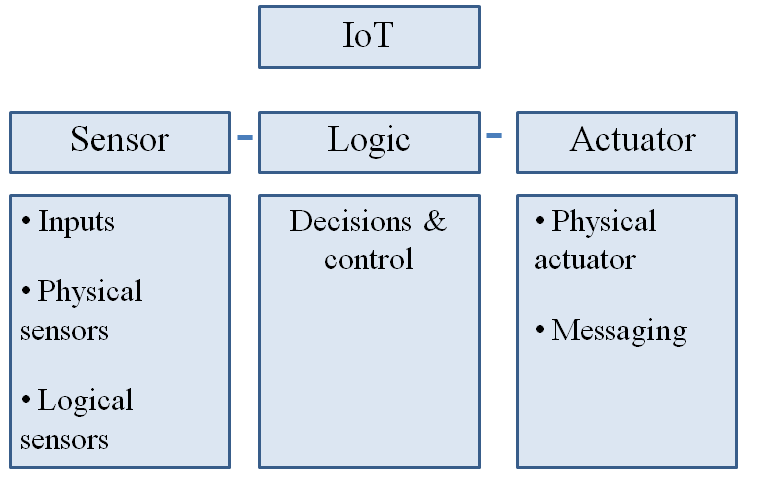 IoT
Sensor - Logic - Actuator
• Inputs
• Physical
sensors
• Logical
sensors
Decisions &
control
• Physical
actuator
• Messaging